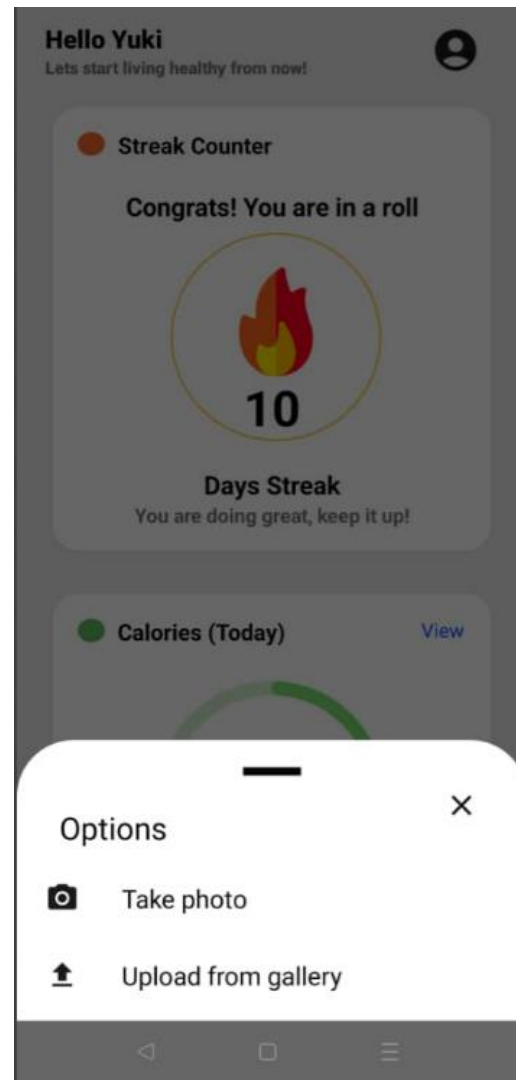 Hello Yuki
Lets start living healthy from now!
Streak Counter
Congrats! You are in a roll
10
Days Streak
You are doing great, keep it up!
Calories (Today)
View
Options
Take photo
Upload from gallery